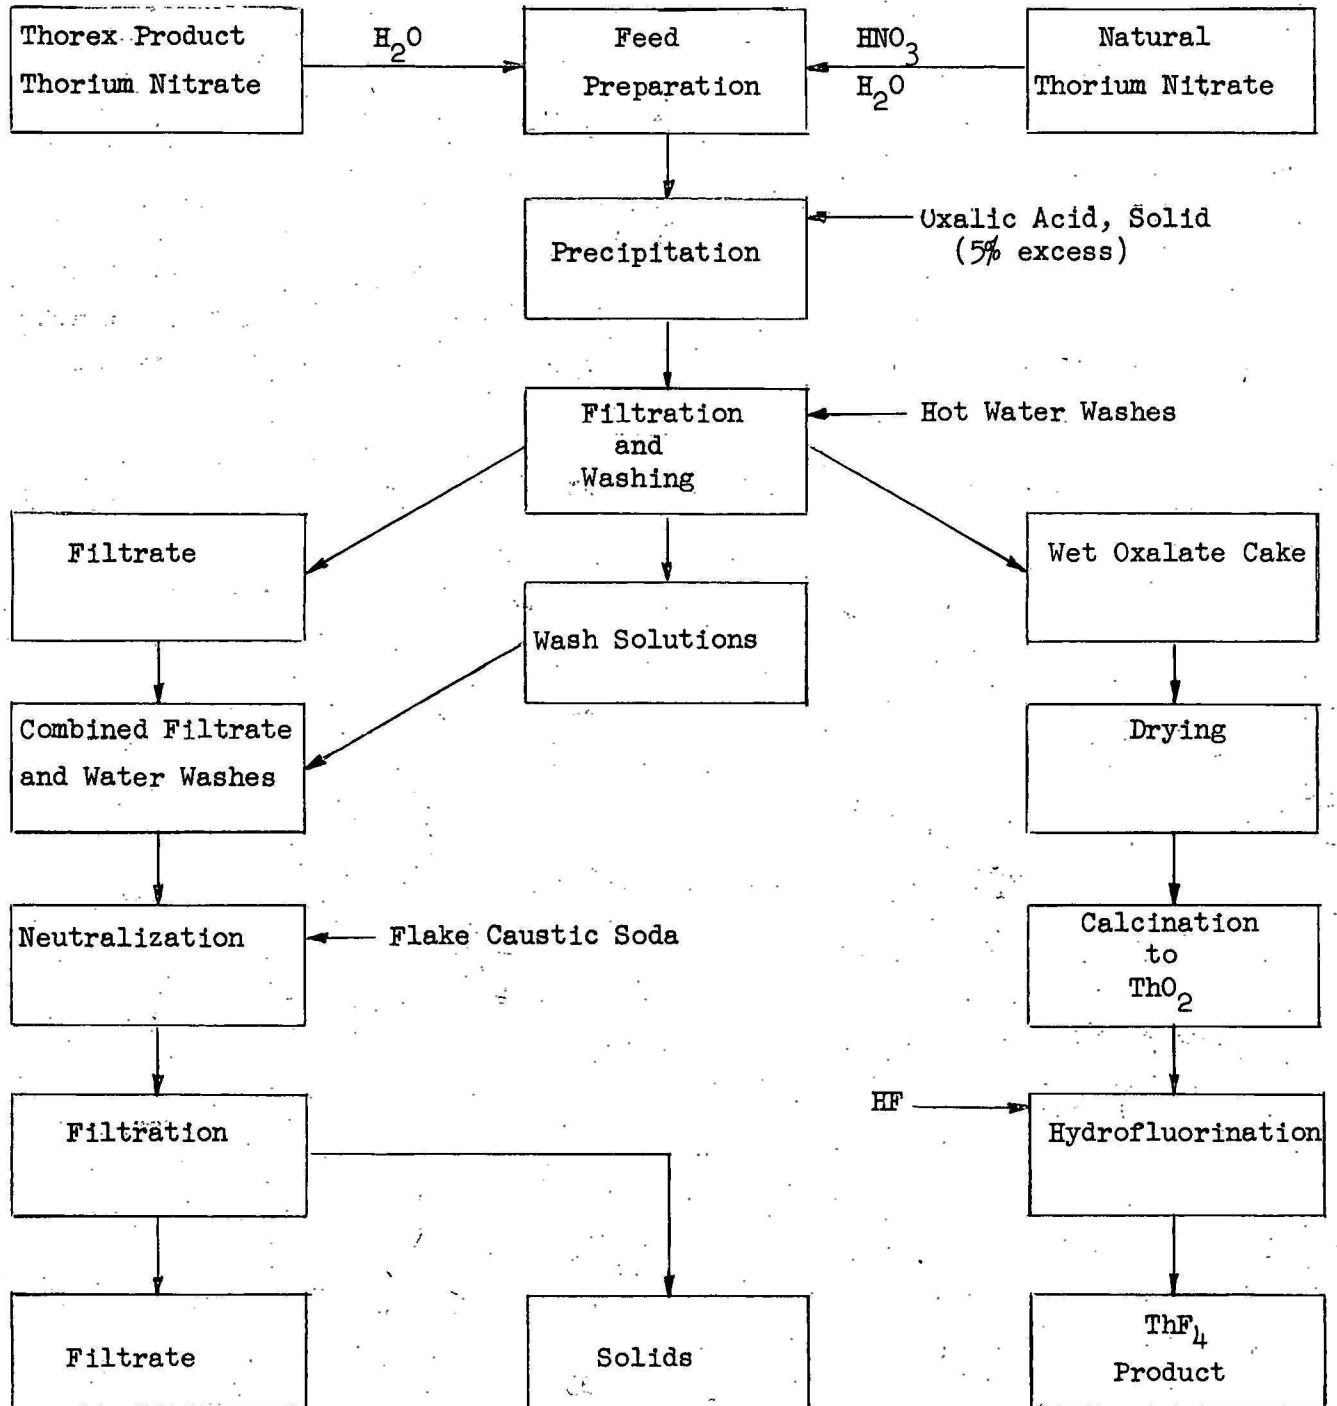 Thorex Product
Thorium Nitrate
H2O
Feed
Preparation
HNO3
H2O
Natural
Thorium Nitrate
Precipitation
Oxalic Acid, Solid
(5% excess)
Filtration
and
Washing
Hot Water Washes
Filtrate
Wash Solutions
Wet Oxalate Cake
Combined Filtrate
and Water Washes
Drying
Neutralization
Flake Caustic Soda
Calcination
to
ThO2
Filtration
HF
Hydrofluorination
Filtrate
Solids
ThF4
Product